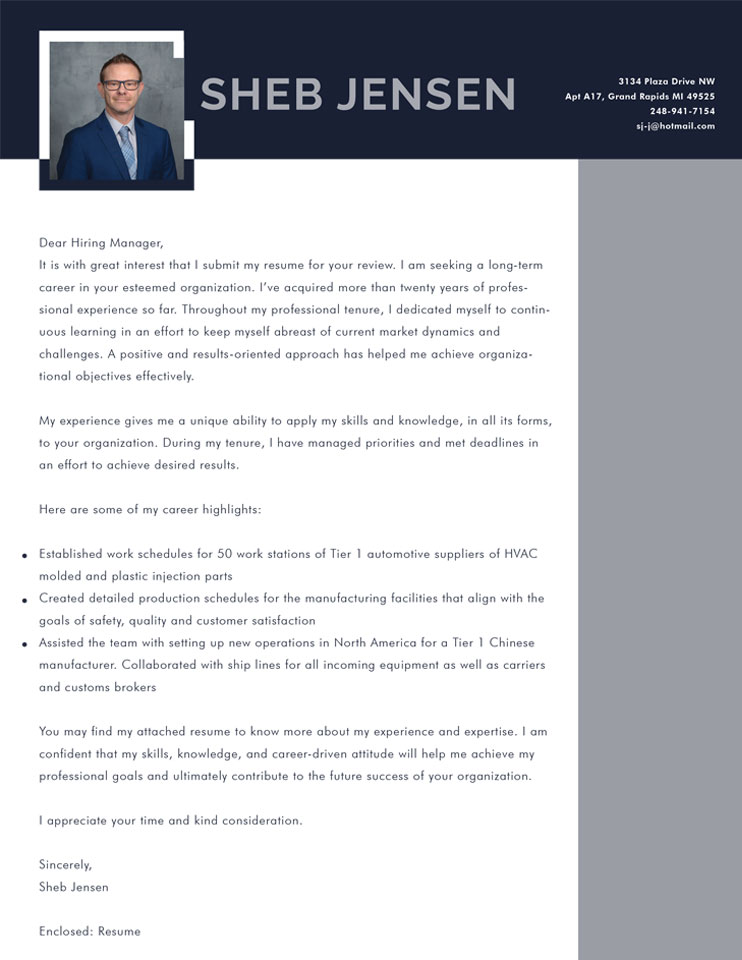 SHEB JENSEN
3134 Plaza Drive NW
Apt A17, Grand Rapids MI 49525
248-941-7154
sj-j@hotmail.com
Dear Hiring Manager,
It is with great interest that I submit my resume for your review. I am seeking a long-term
career in your esteemed organization. I’ve acquired more than twenty years of profes-
sional experience so far. Throughout my professional tenure, I dedicated myself to contin-
uous learning in an effort to keep myself abreast of current market dynamics and
challenges. A positive and results-oriented approach has helped me achieve organiza-
tional objectives effectively.
My experience gives me a unique ability to apply my skills and knowledge, in all its forms,
to your organization. During my tenure, I have managed priorities and met deadlines in
an effort to achieve desired results.
Here are some of my career highlights:
• Established work schedules for 50 work stations of Tier 1 automotive suppliers of HVAC
molded and plastic injection parts
• Created detailed production schedules for the manufacturing facilities that align with the
goals of safety, quality and customer satisfaction
• Assisted the team with setting up new operations in North America for a Tier 1 Chinese
manufacturer. Collaborated with ship lines for all incoming equipment as well as carriers
and customs brokers
You may find my attached resume to know more about my experience and expertise. I am
confident that my skills, knowledge, and career-driven attitude will help me achieve my
professional goals and ultimately contribute to the future success of your organization.
I appreciate your time and kind consideration.
Sincerely,
Sheb Jensen
Enclosed: Resume